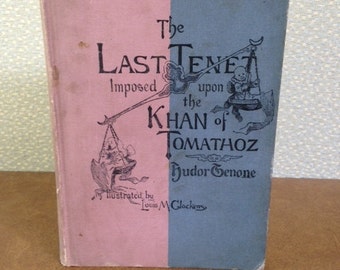 The
LAST TENET
Imposed upon
the
KHAN of
TOMATHOZ
Hudor Genone
Illustrated by
Louis M. Glackens